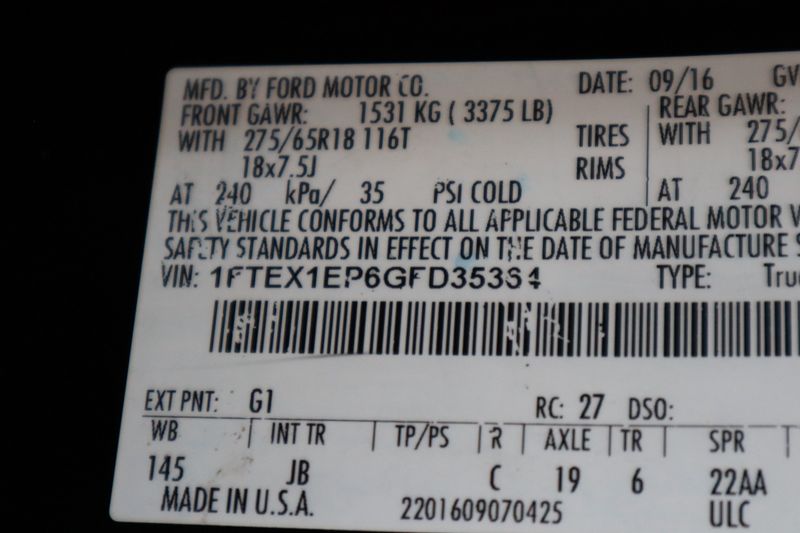 MFD. BY FORD MOTOR CO. DATE: 09/16 GV
FRONT GAWR: 1531 KG ( 3375 LB) REAR GAWR:
WITH 275/65R18 116T TIRES WITH 275/
18x7.5J RIMS 18x7
AT 240 kPa/ 35 PSI COLD AT 240
THIS VEHICLE CONFORMS TO ALL APPLICABLE FEDERAL MOTOR V
SAFETY STANDARDS IN EFFECT ON THE DATE OF MANUFACTURE S
VIN: 1FTEX1EP6GFD35364 TYPE: Tru
EXT PNT: G1 RC: 27 DSO:
WB | INT TR | TP/PS | R | AXLE | TR | SPR
145 JB C 19 6 22AA
MADE IN U.S.A. 2201609070425 ULC